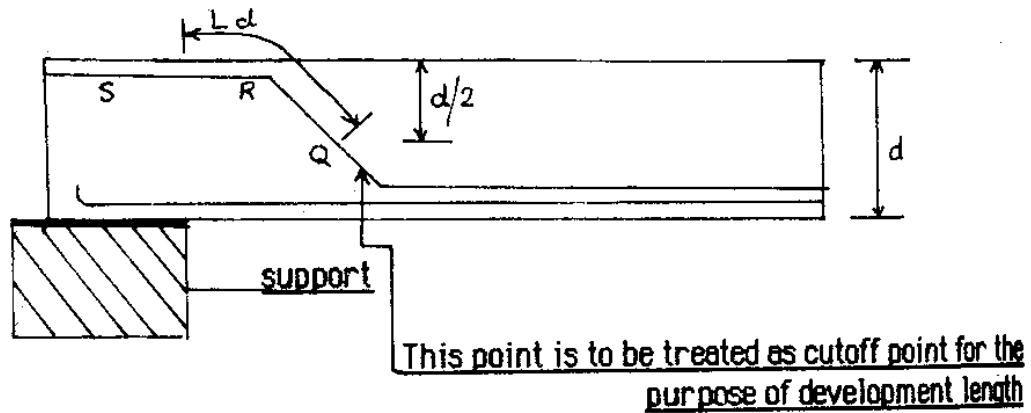 Ld
d/2
S
R
d
Q
support
This point is to be treated as cutoff point for the
purpose of development length